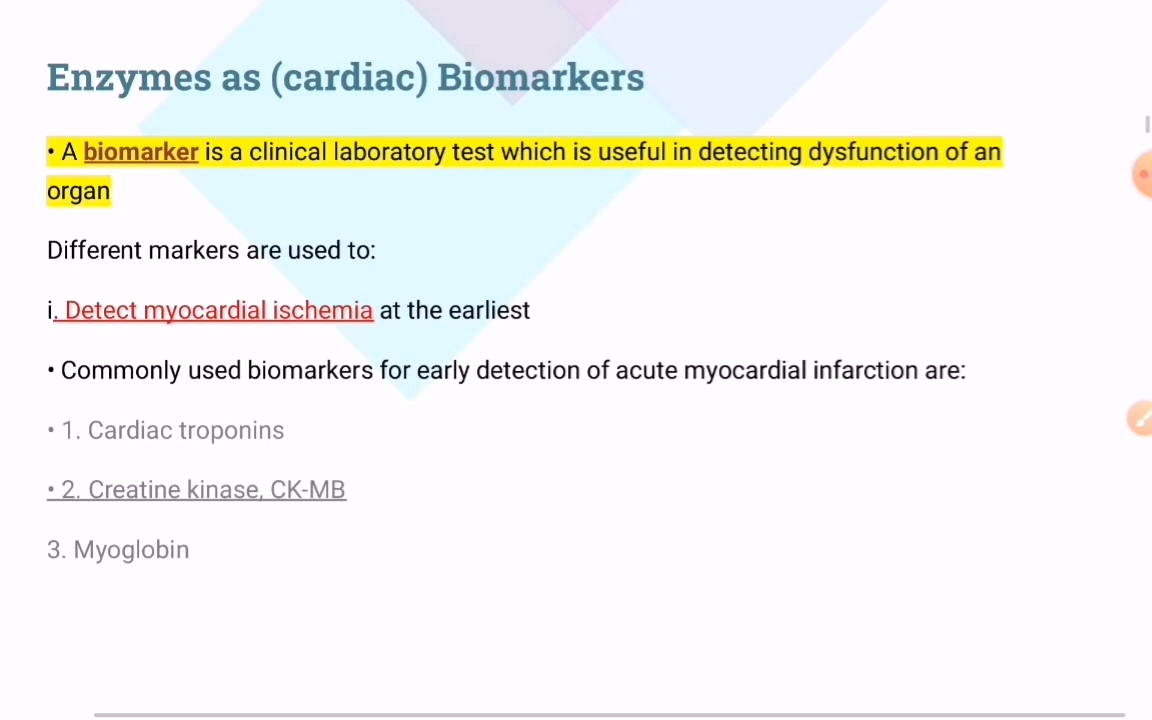 Enzymes as (cardiac) Biomarkers
• A biomarker is a clinical laboratory test which is useful in detecting dysfunction of an
organ
Different markers are used to:
i. Detect myocardial ischemia at the earliest
• Commonly used biomarkers for early detection of acute myocardial infarction are:
• 1. Cardiac troponins
• 2. Creatine kinase, CK-MB
3. Myoglobin